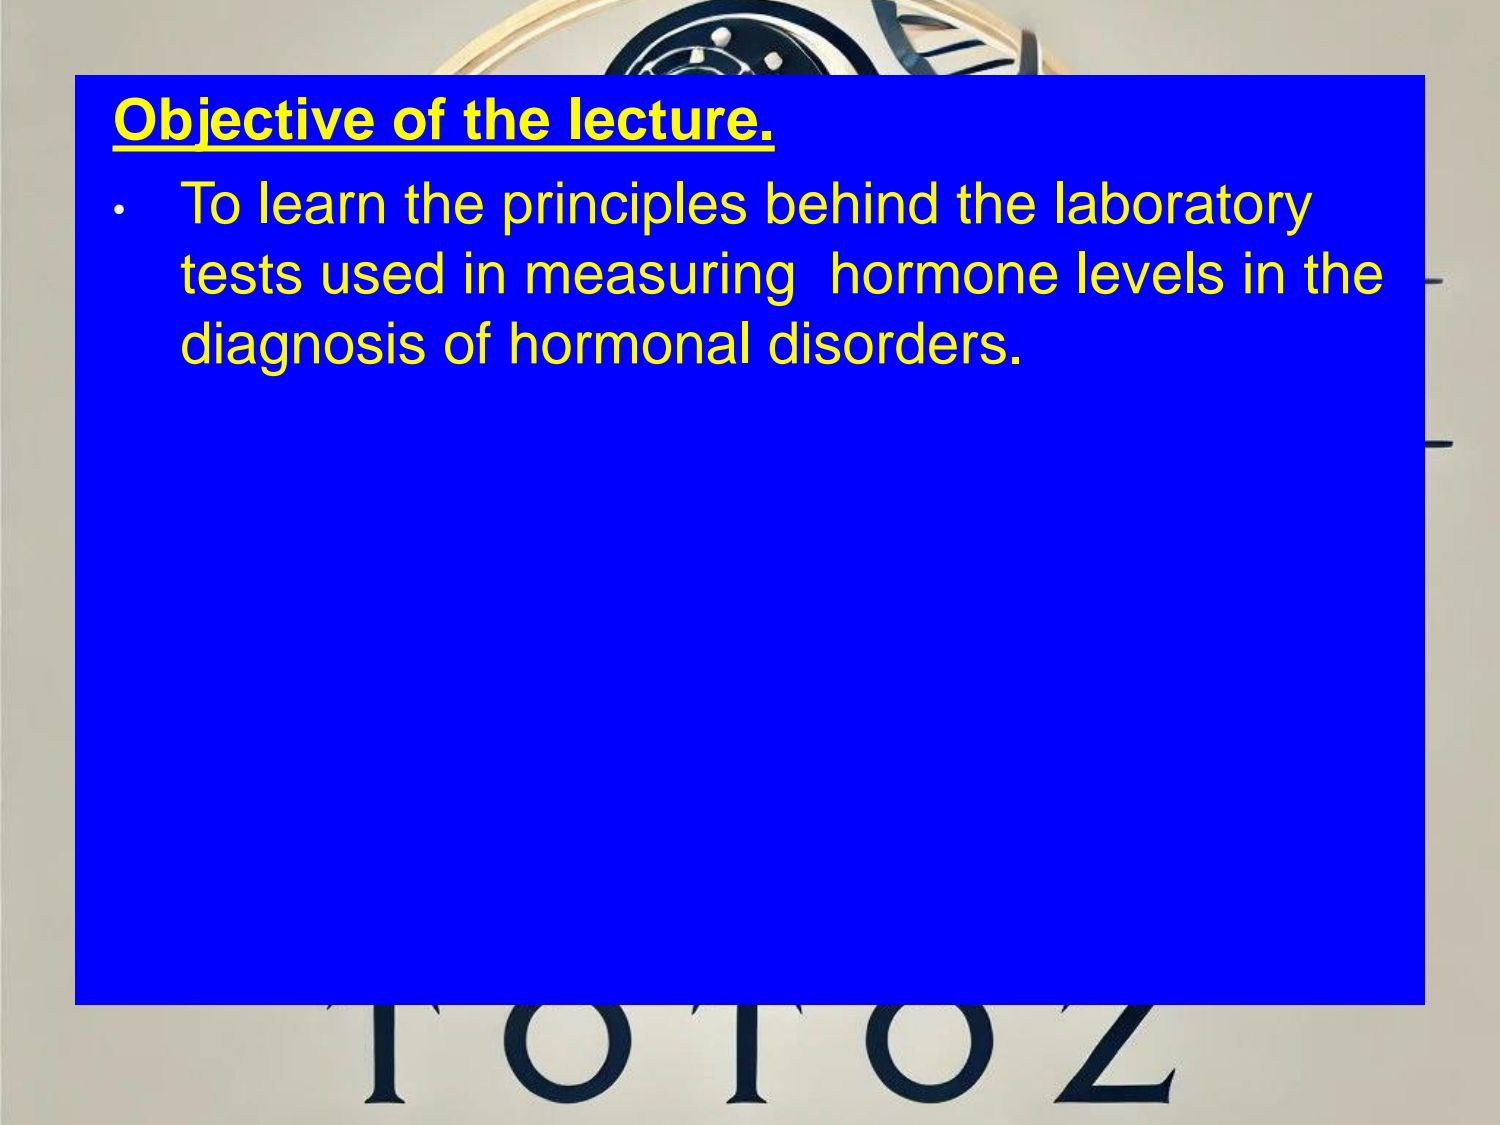 Objective of the lecture.
• To learn the principles behind the laboratory
tests used in measuring  hormone levels in the
diagnosis of hormonal disorders.
TOTOZ